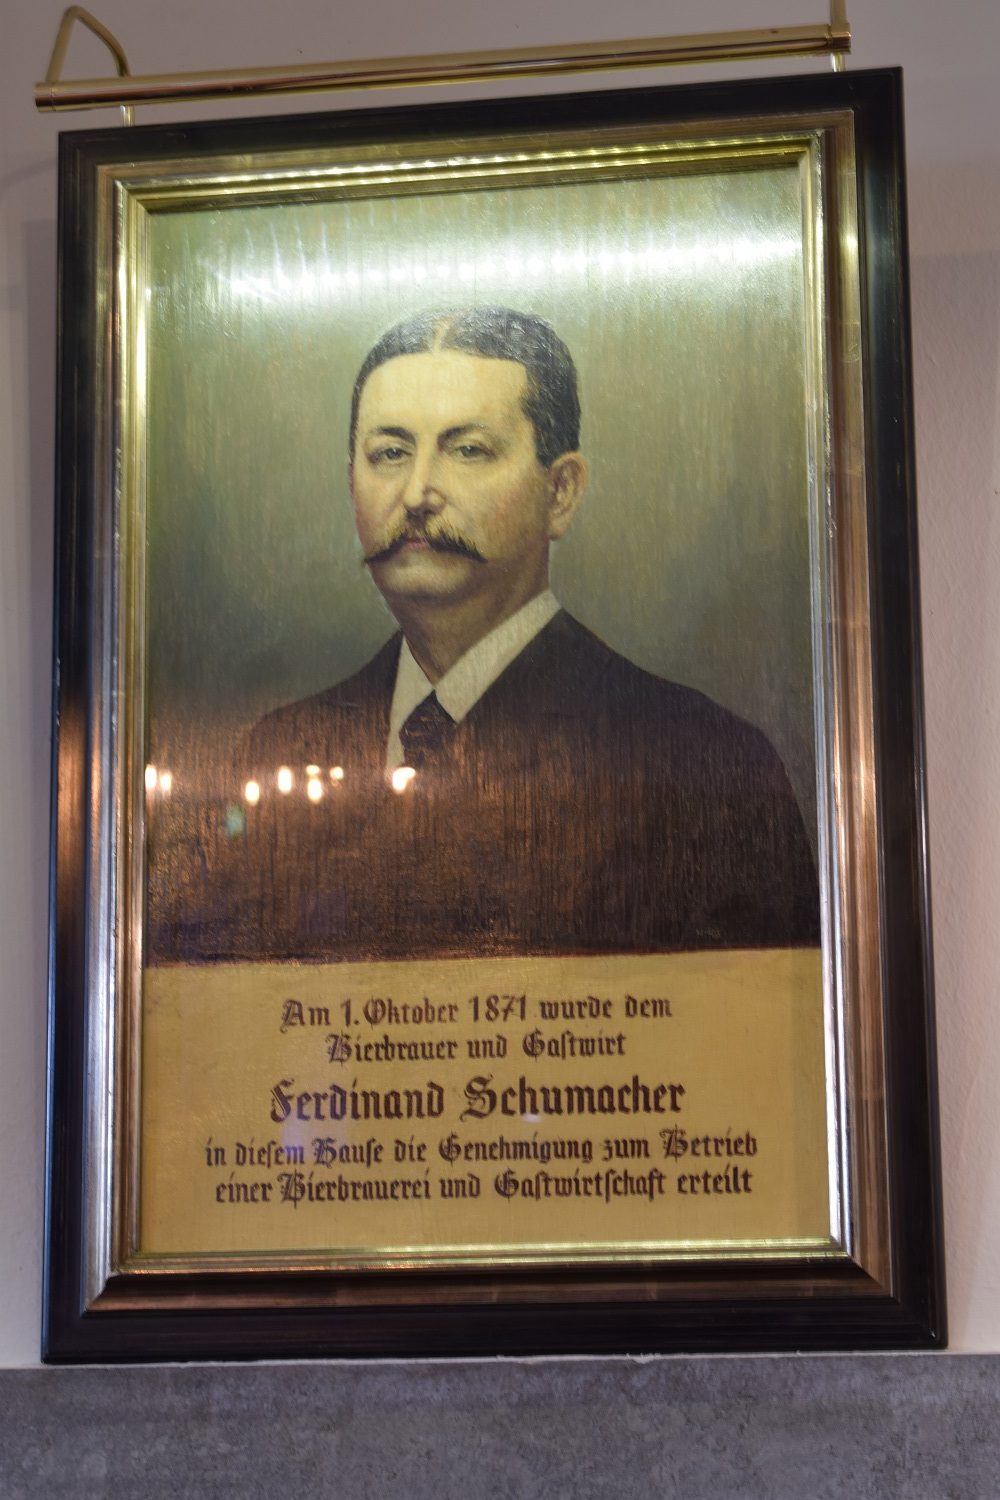 Am 1. Oktober 1871 wurde dem
Bierbrauer und Gastwirt
Ferdinand Schumacher
in diesem Hause die Genehmigung zum Betrieb
einer Bierbrauerei und Gastwirtschaft erteilt